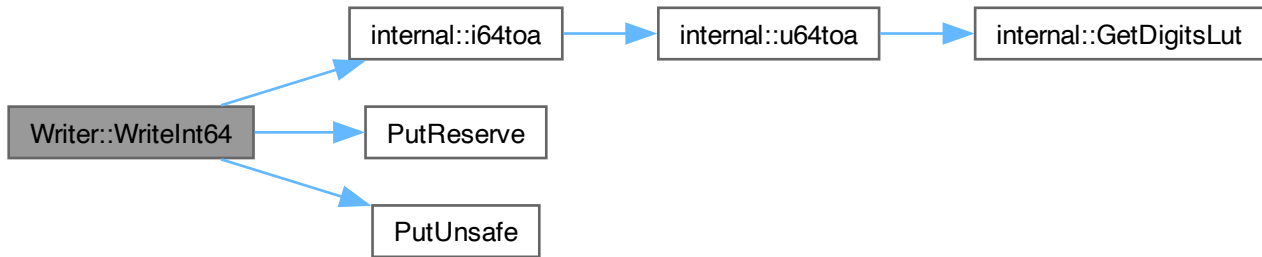 internal::i64toa
internal::u64toa
internal::GetDigitsLut
Writer::WriteInt64
PutReserve
PutUnsafe